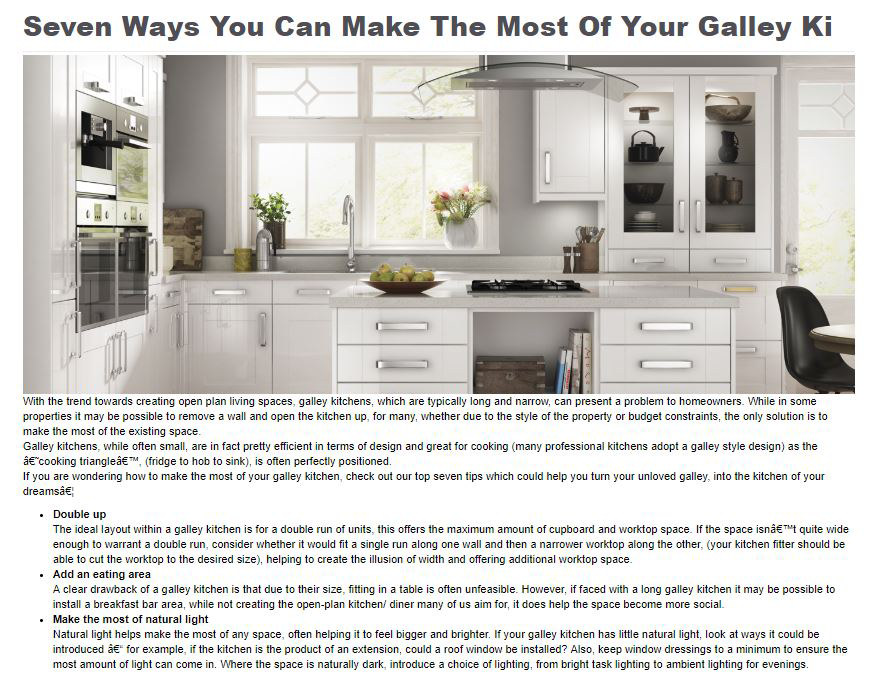 Seven Ways You Can Make The Most Of Your Galley Ki
With the trend towards creating open plan living spaces, galley kitchens, which are typically long and narrow, can present a problem to homeowners. While in some
properties it may be possible to remove a wall and open the kitchen up, for many, whether due to the style of the property or budget constraints, the only solution is to
make the most of the existing space.
Galley kitchens, while often small, are in fact pretty efficient in terms of design and great for cooking (many professional kitchens adopt a galley style design) as the
â€˜cooking triangleâ€™, (fridge to hob to sink), is often perfectly positioned.
If you are wondering how to make the most of your galley kitchen, check out our top seven tips which could help you turn your unloved galley, into the kitchen of your
dreamsâ€¦
• Double up
The ideal layout within a galley kitchen is for a double run of units, this offers the maximum amount of cupboard and worktop space. If the space isnâ€™t quite wide
enough to warrant a double run, consider whether it would fit a single run along one wall and then a narrower worktop along the other, (your kitchen fitter should be
able to cut the worktop to the desired size), helping to create the illusion of width and offering additional worktop space.
• Add an eating area
A clear drawback of a galley kitchen is that due to their size, fitting in a table is often unfeasible. However, if faced with a long galley kitchen it may be possible to
install a breakfast bar area, while not creating the open-plan kitchen/ diner many of us aim for, it does help the space become more social.
• Make the most of natural light
Natural light helps make the most of any space, often helping it to feel bigger and brighter. If your galley kitchen has little natural light, look at ways it could be
introduced â€“ for example, if the kitchen is the product of an extension, could a roof window be installed? Also, keep window dressings to a minimum to ensure the
most amount of light can come in. Where the space is naturally dark, introduce a choice of lighting, from bright task lighting to ambient lighting for evenings.